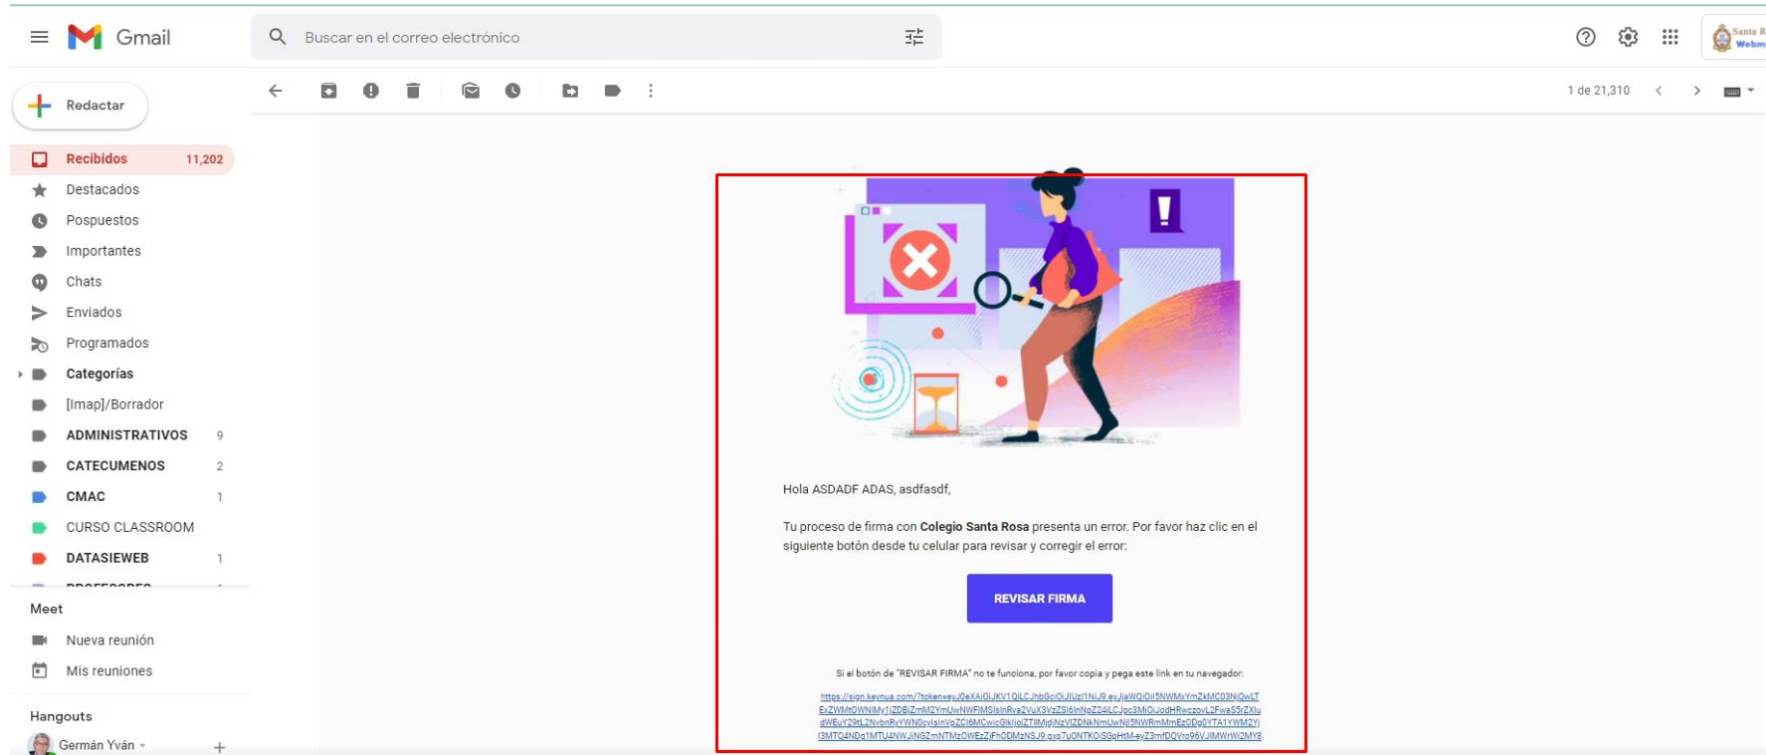 Gmail
Buscar en el correo electrónico
Santa R
Webm
Redactar
1 de 21,310
Recibidos 11,202
Destacados
Pospuestos
Importantes
Chats
Enviados
Programados
Categorías
[Imap]/Borrador
ADMINISTRATIVOS 9
CATECUMENOS 2
CMAC 1
CURSO CLASSROOM
DATASIEWEB 1
Meet
Nueva reunión
Mis reuniones
Hangouts
Germán Yván
Hola ASDADF ADAS, asdfasdf,
Tu proceso de firma con Colegio Santa Rosa presenta un error. Por favor haz clic en el
siguiente botón desde tu celular para revisar y corregir el error:
REVISAR FIRMA
Si el botón de "REVISAR FIRMA" no te funciona, por favor copia y pega este link en tu navegador: